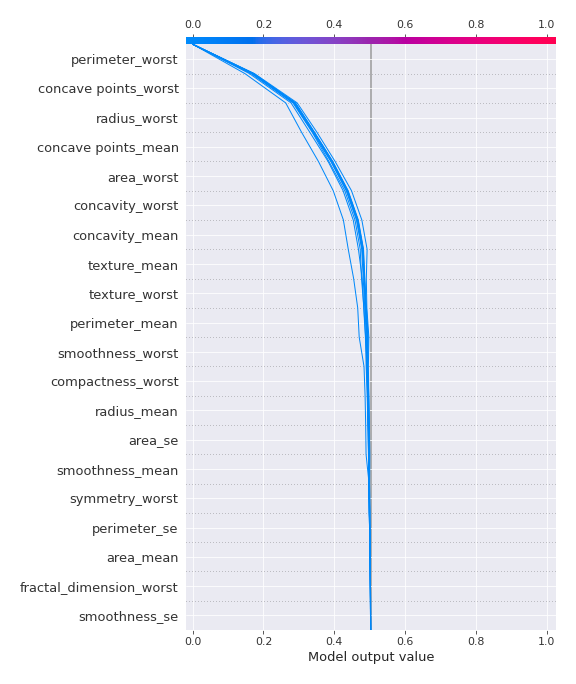 0.0 0.2 0.4 0.6 0.8 1.0
perimeter_worst
concave points_worst
radius_worst
concave points_mean
area_worst
concavity_worst
concavity_mean
texture_mean
texture_worst
perimeter_mean
smoothness_worst
compactness_worst
radius_mean
area_se
smoothness_mean
symmetry_worst
perimeter_se
area_mean
fractal_dimension_worst
smoothness_se
0.0 0.2 0.4 0.6 0.8 1.0
Model output value